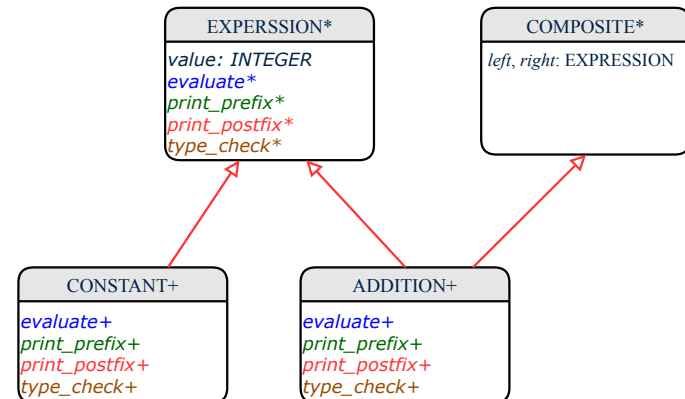 EXPERSSION*
value: INTEGER
evaluate*
print_prefix*
print_postfix*
type_check*
COMPOSITE*
left, right: EXPRESSION
CONSTANT+
evaluate+
print_prefix+
print_postfix+
type_check+
ADDITION+
evaluate+
print_prefix+
print_postfix+
type_check+